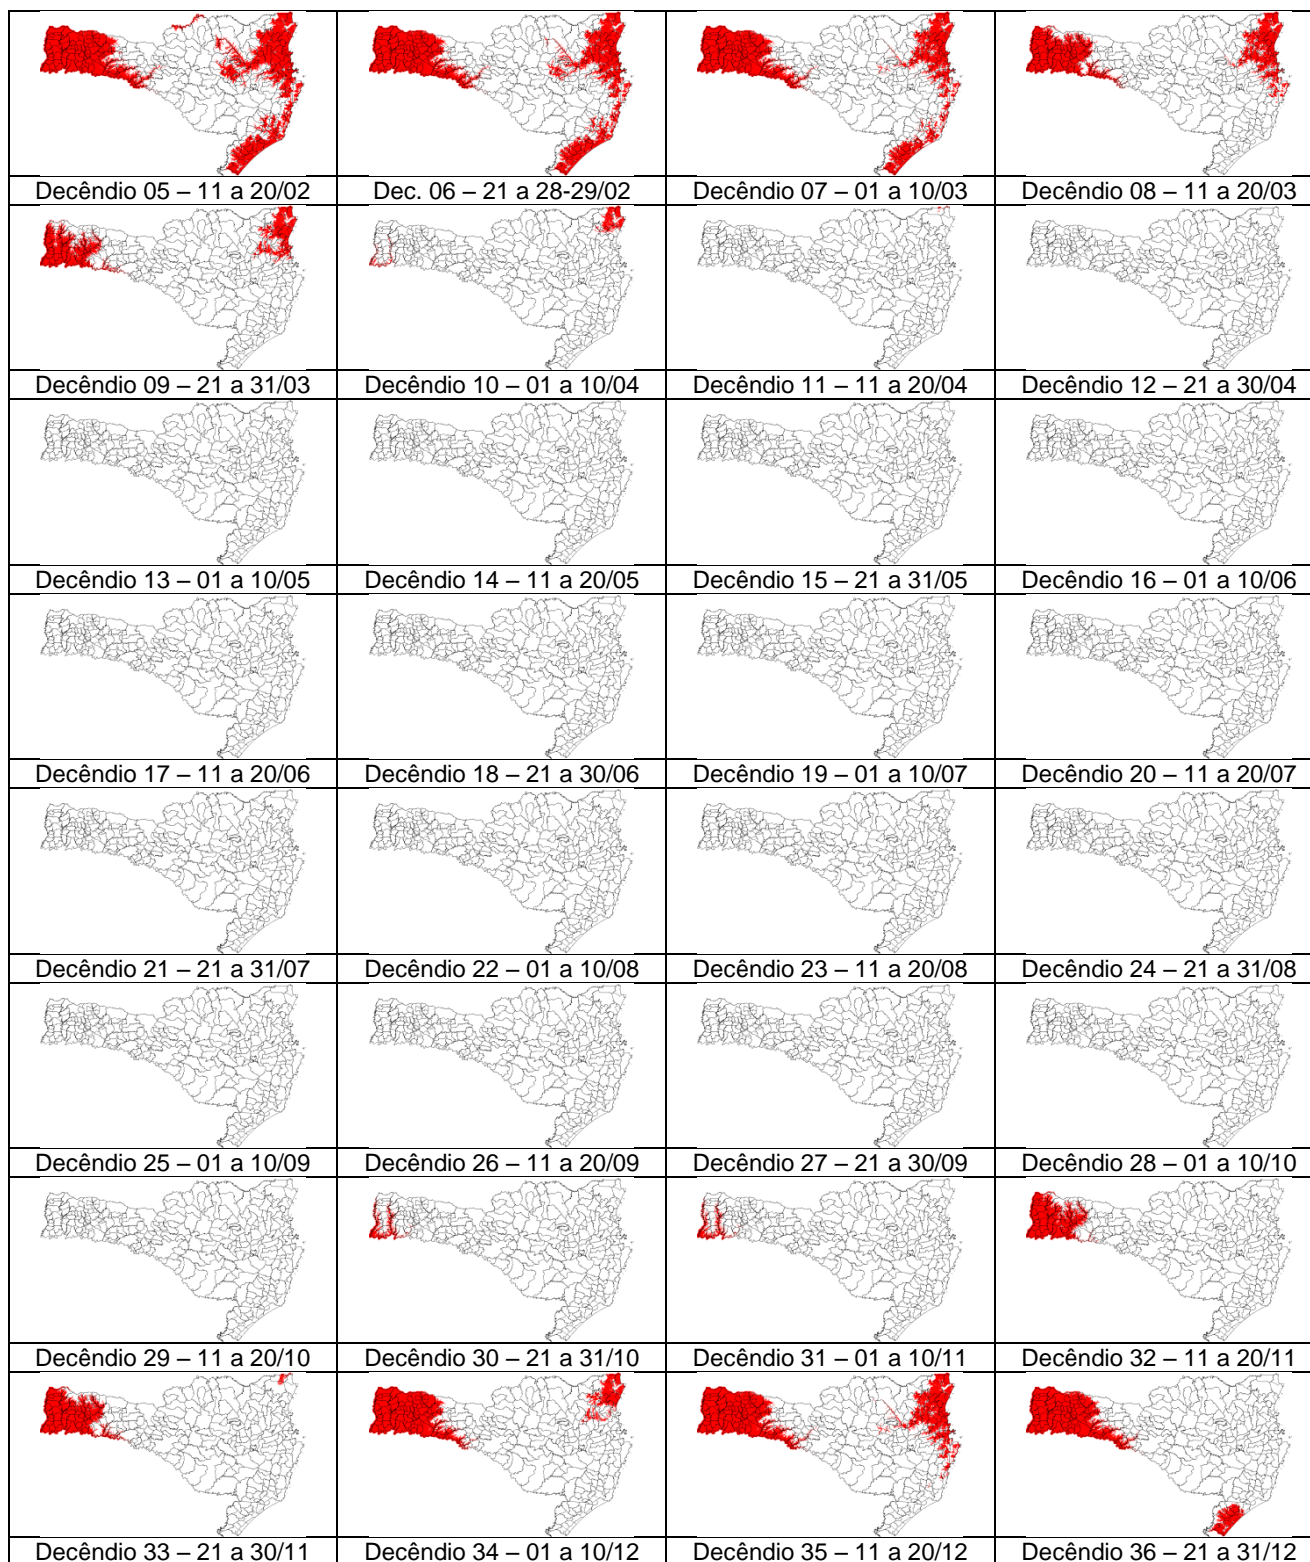 Decêndio 05 – 11 a 20/02
Dec. 06 – 21 a 28-29/02
Decêndio 07 – 01 a 10/03
Decêndio 08 – 11 a 20/03
Decêndio 09 – 21 a 31/03
Decêndio 10 – 01 a 10/04
Decêndio 11 – 11 a 20/04
Decêndio 12 – 21 a 30/04
Decêndio 13 – 01 a 10/05
Decêndio 14 – 11 a 20/05
Decêndio 15 – 21 a 31/05
Decêndio 16 – 01 a 10/06
Decêndio 17 – 11 a 20/06
Decêndio 18 – 21 a 30/06
Decêndio 19 – 01 a 10/07
Decêndio 20 – 11 a 20/07
Decêndio 21 – 21 a 31/07
Decêndio 22 – 01 a 10/08
Decêndio 23 – 11 a 20/08
Decêndio 24 – 21 a 31/08
Decêndio 25 – 01 a 10/09
Decêndio 26 – 11 a 20/09
Decêndio 27 – 21 a 30/09
Decêndio 28 – 01 a 10/10
Decêndio 29 – 11 a 20/10
Decêndio 30 – 21 a 31/10
Decêndio 31 – 01 a 10/11
Decêndio 32 – 11 a 20/11
Decêndio 33 – 21 a 30/11
Decêndio 34 – 01 a 10/12
Decêndio 35 – 11 a 20/12
Decêndio 36 – 21 a 31/12